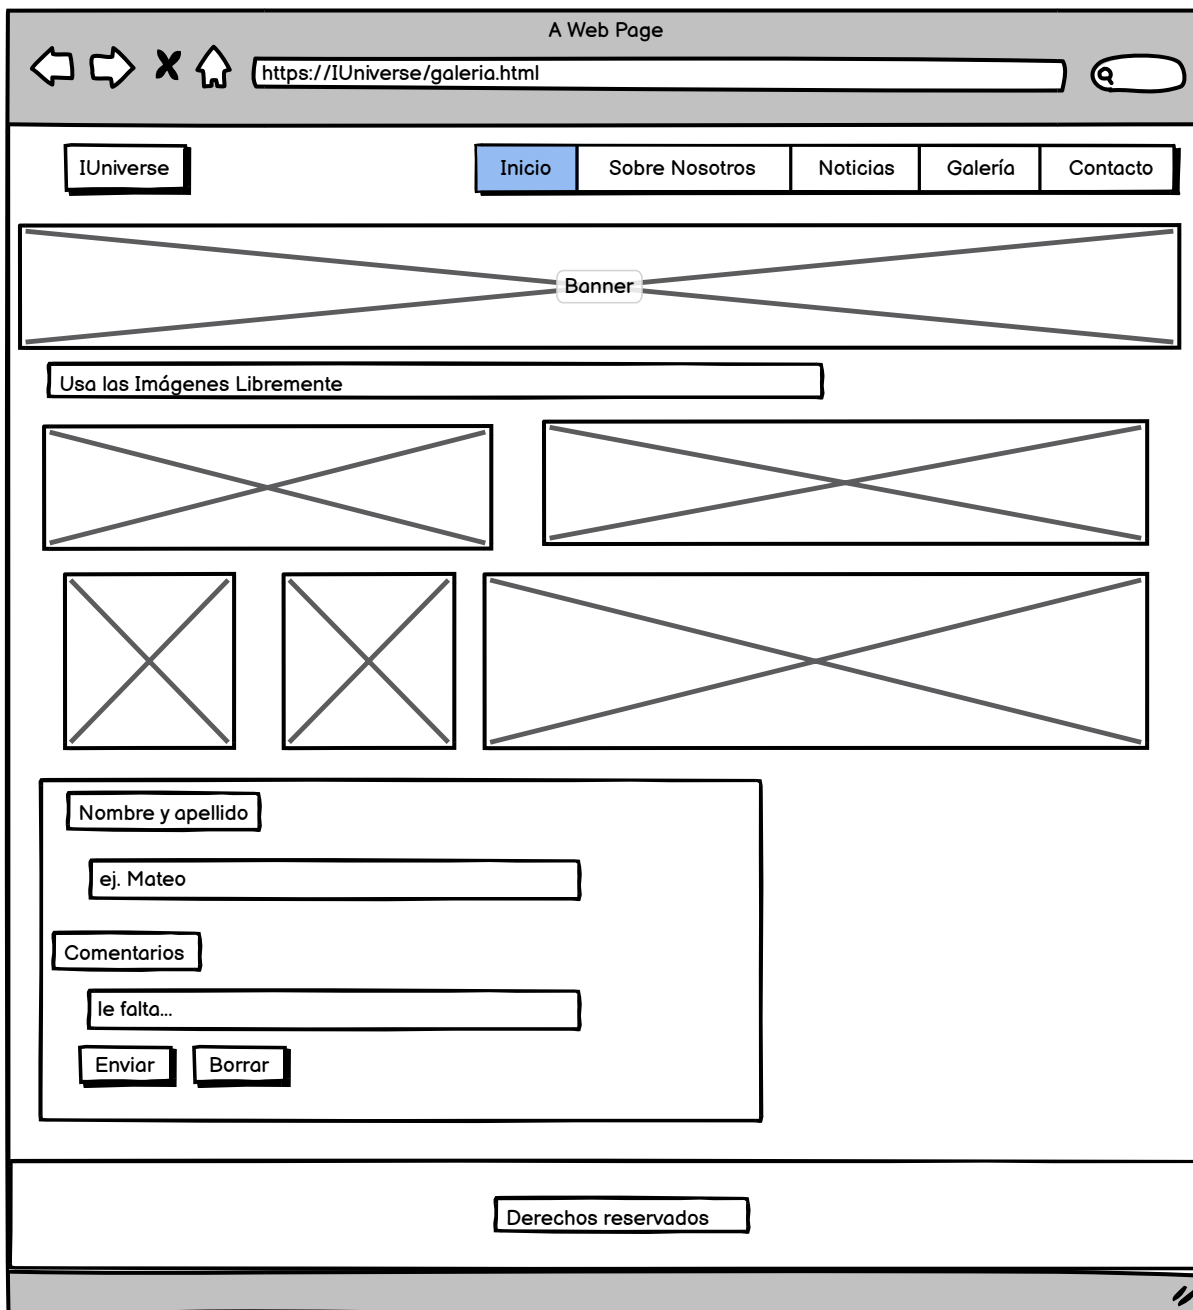 A Web Page
https://IUniverse/galeria.html
IUniverse
Inicio Sobre Nosotros Noticias Galería Contacto
Banner
Usa las Imágenes Libremente
Nombre y apellido
ej. Mateo
Comentarios
le falta...
Enviar Borrar
Derechos reservados